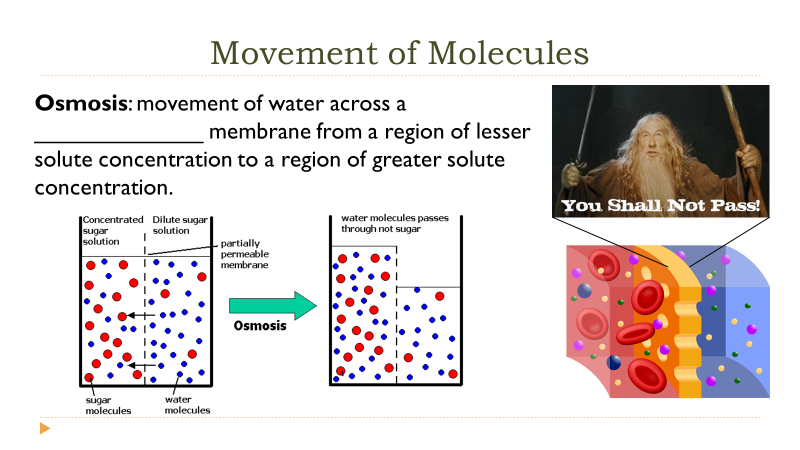 Movement of Molecules
Osmosis: movement of water across a
________________ membrane from a region of lesser
solute concentration to a region of greater solute
concentration.
You Shall Not Pass!
Concentrated
sugar
solution
Dilute sugar
solution
partially
permeable
membrane
Osmosis
water molecules passes
through not sugar
sugar
molecules
water
molecules